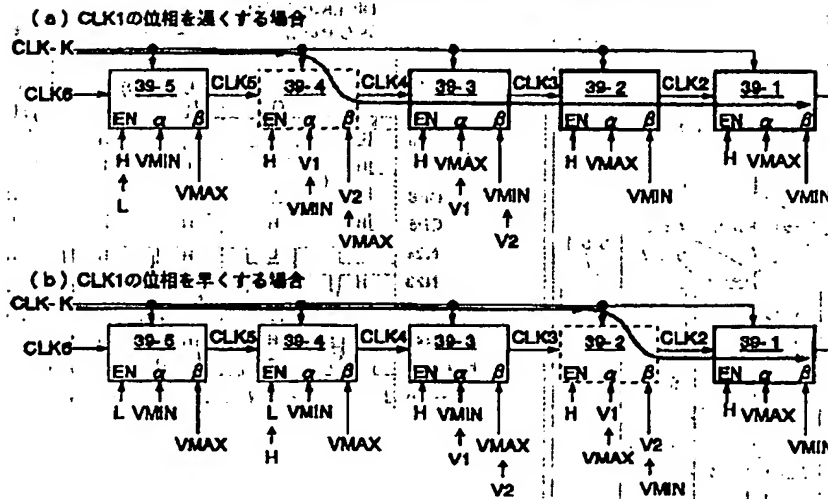 (a) CLK1の位相を遅くする場合
CLK-K
CLK6 39-5 CLK5 39-4 CLK4 39-3 CLK3 39-2 CLK2 39-1
EN α β EN α β EN α β EN α β EN α β
H VMIN H V1 H VMAX VMIN H VMAX H VMAX
VMAX V2 VMIN VMIN
L VMIN VMAX V1 V2
(b) CLK1の位相を早くする場合
CLK-K
CLK6 39-5 CLK5 39-4 CLK4 39-3 CLK3 39-2 CLK2 39-1
EN α β EN α β EN α β EN α β EN α β
L VMIN L VMIN H VMIN H V1 H VMAX
VMAX VMAX VMAX V2 VMIN
H V1 V2 VMAX VMIN